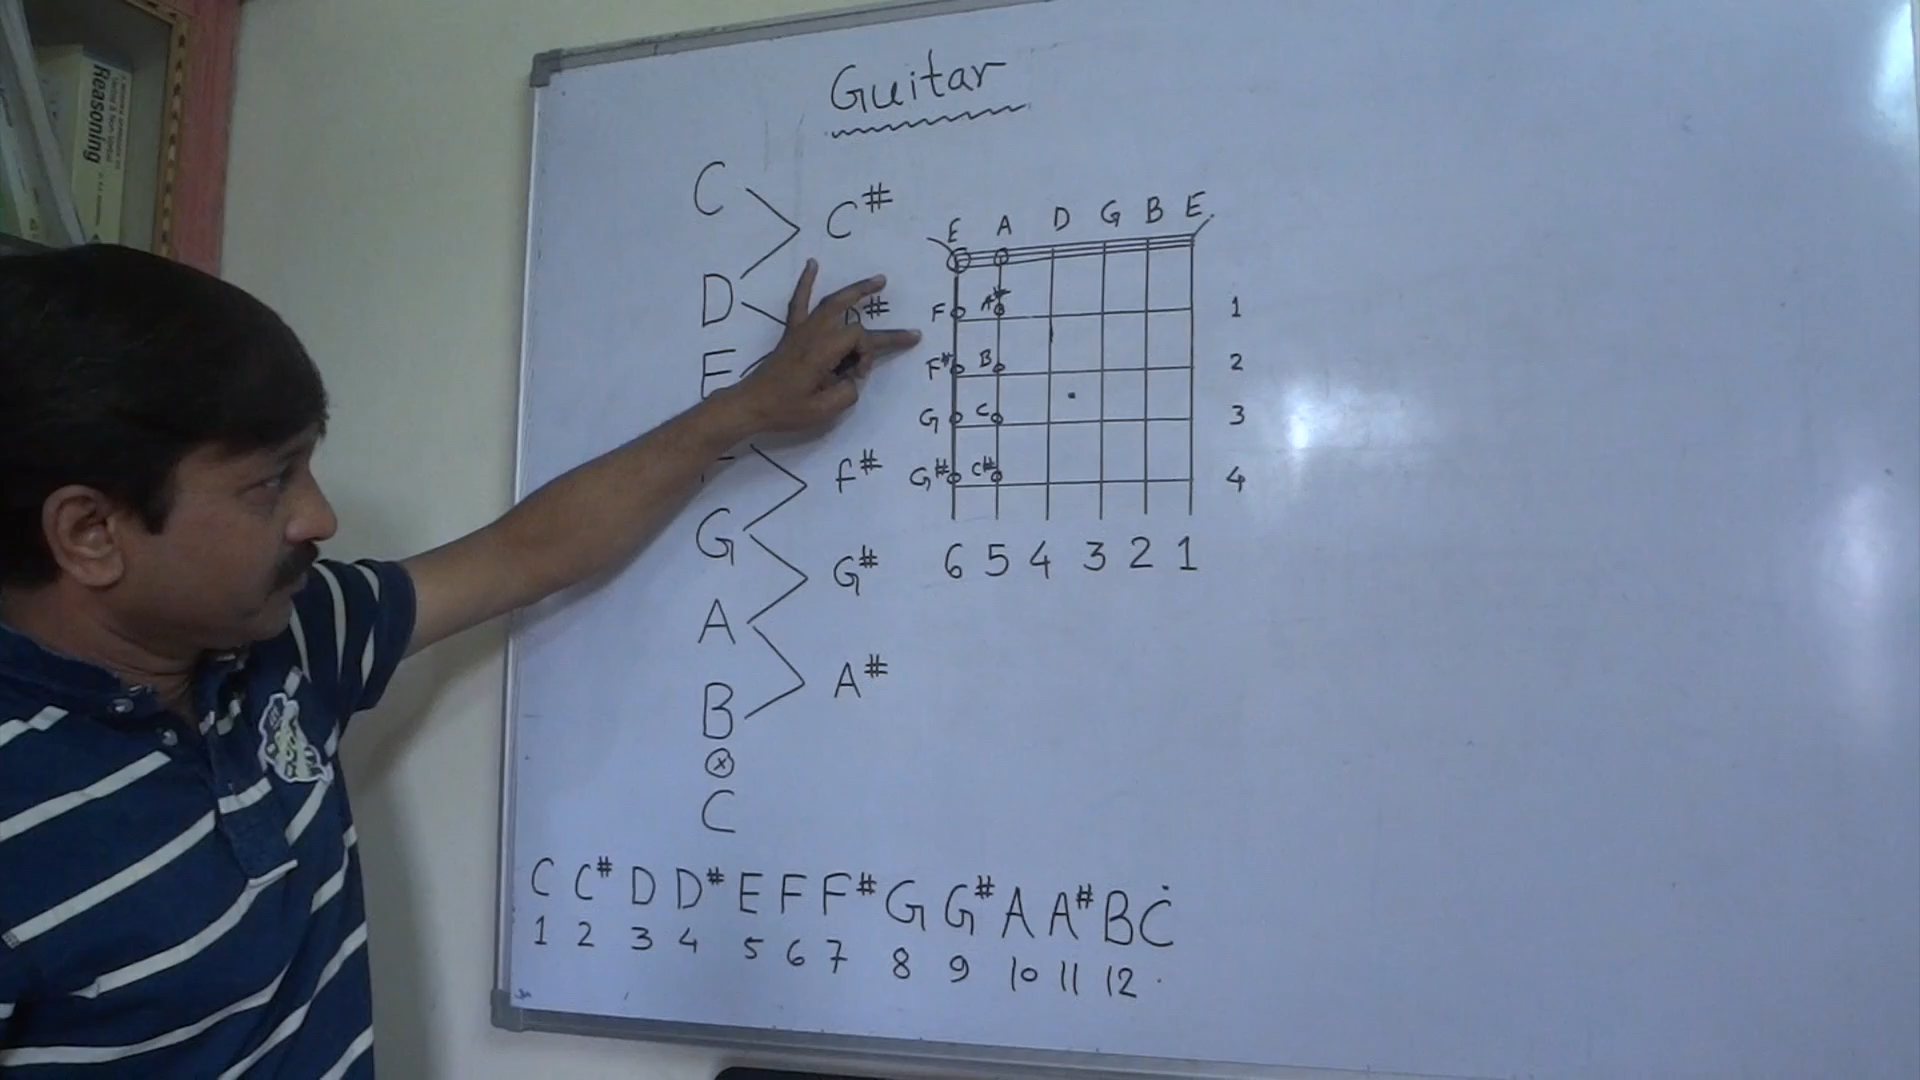 Reasoning
Guitar
C
C#
D
D#
E
F
F#
G
G#
A
A#
B
C
E A D G B E
F A# 1
F# B 2
G C 3
G# C# 4
6 5 4 3 2 1
C C# D D# E F F# G G# A A# B Ċ
1 2 3 4 5 6 7 8 9 10 11 12